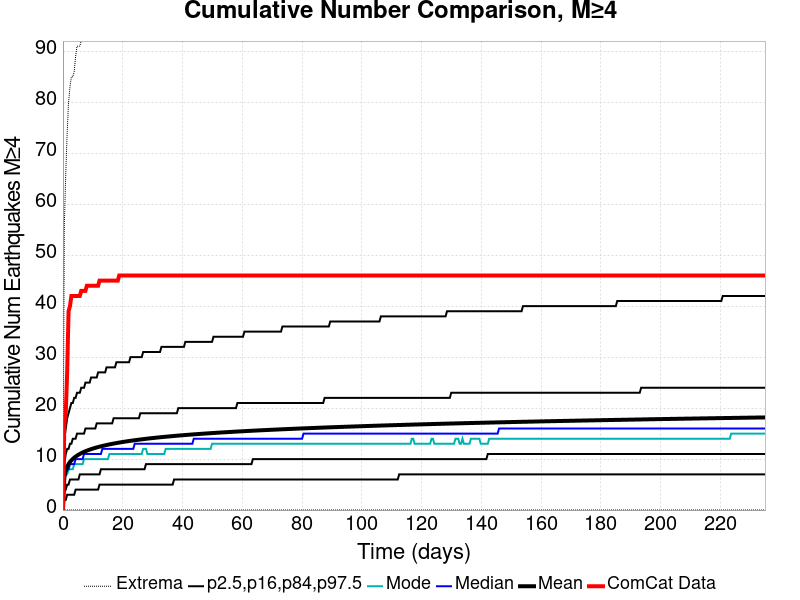 Cumulative Number Comparison, M≥4
Cumulative Num Earthquakes M≥4
90
80
70
60
50
40
30
20
10
0
0 20 40 60 80 100 120 140 160 180 200 220
Time (days)
Extrema p2.5,p16,p84,p97.5 Mode Median Mean ComCat Data